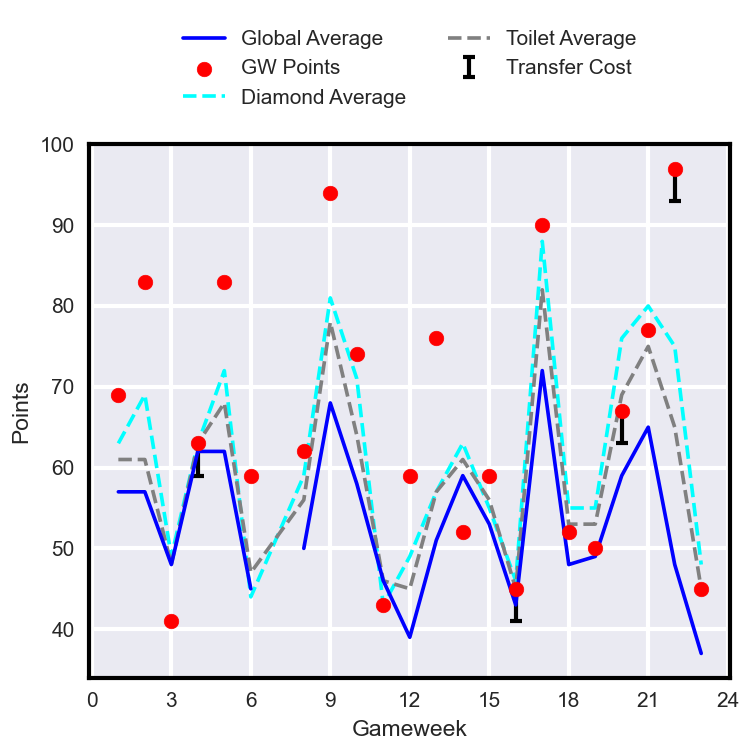 Global Average
GW Points
Diamond Average
Toilet Average
Transfer Cost
100
90
80
70
60
50
40
Points
0 3 6 9 12 15 18 21 24
Gameweek